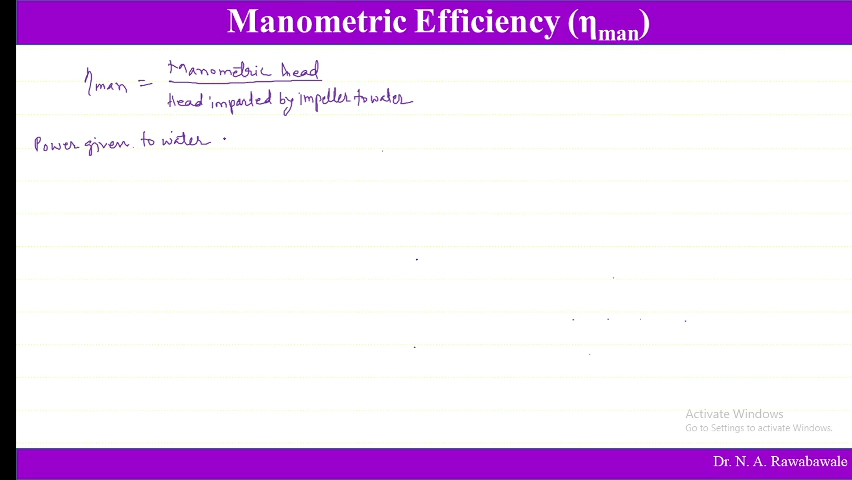 Manometric Efficiency (ηman)
ηman = Manometric head
Head imparted by impeller to water
Power given to water
Activate Windows
Go to Settings to activate Windows.
Dr. N. A. Rawabawale